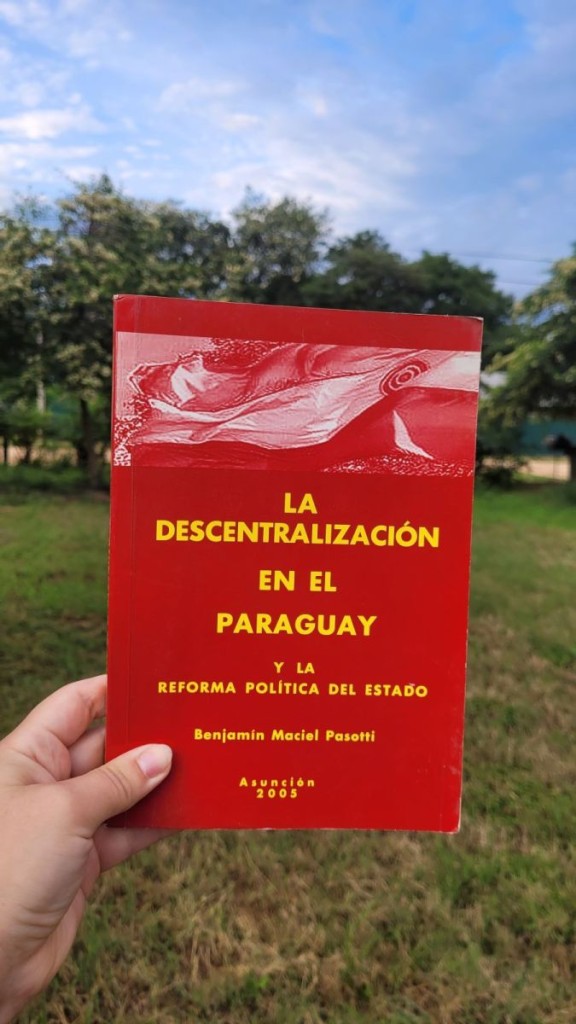 LA
DESCENTRALIZACIÓN
EN EL
PARAGUAY
Y LA
REFORMA POLÍTICA DEL ESTADO
Benjamín Maciel Pasotti
Asunción
2005